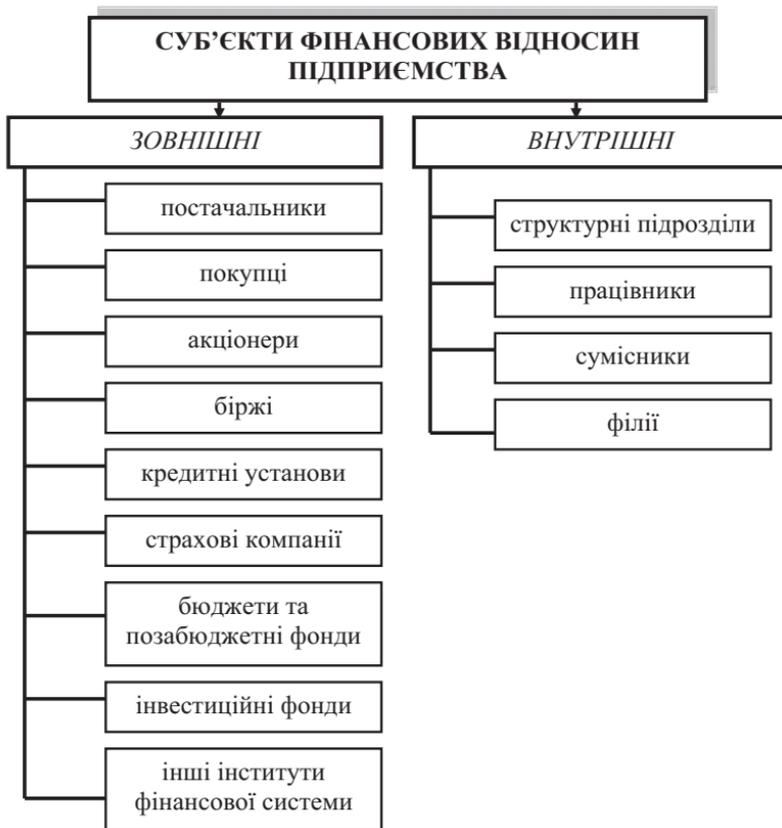 СУБ’ЄКТИ ФІНАНСОВИХ ВІДНОСИН
ПІДПРИЄМСТВА
ЗОВНІШНІ
постачальники
покупці
акціонери
біржі
кредитні установи
страхові компанії
бюджети та
позабюджетні фонди
інвестиційні фонди
інші інститути
фінансової системи
ВНУТРІШНІ
структурні підрозділи
працівники
сумісники
філії